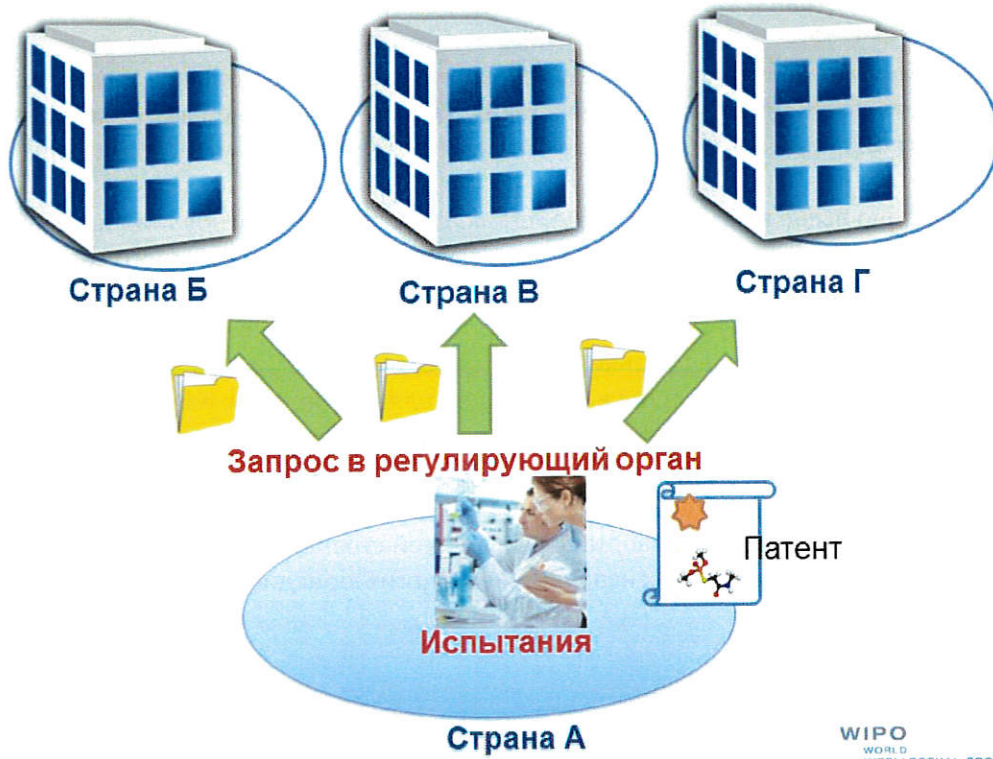 Страна Б
Страна В
Страна Г
Запрос в регулирующий орган
Патент
Испытания
Страна А
WIPO
WORLD